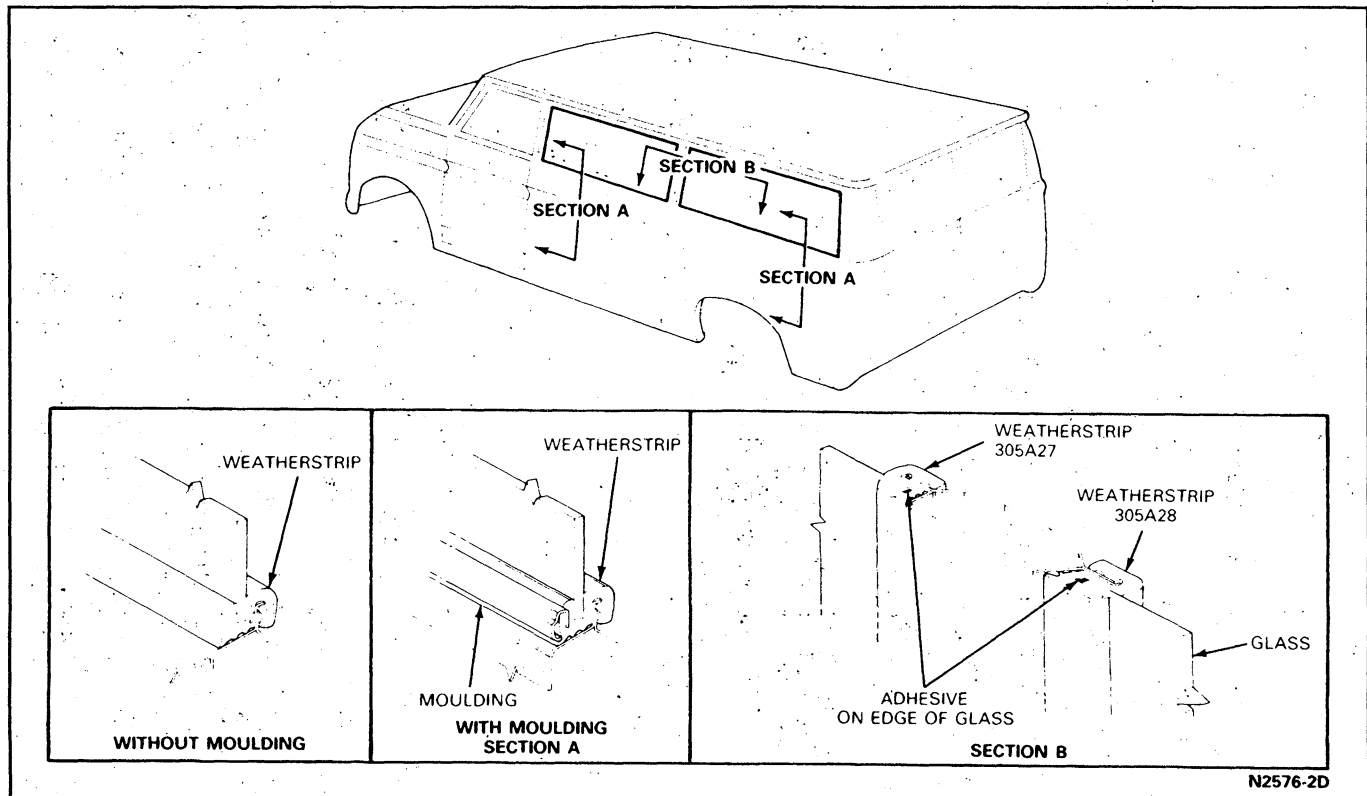 SECTION B
SECTION A
SECTION A
WEATHERSTRIP
WITHOUT MOULDING
WEATHERSTRIP
MOULDING
WITH MOULDING
SECTION A
WEATHERSTRIP
305A27
WEATHERSTRIP
305A28
GLASS
ADHESIVE
ON EDGE OF GLASS
SECTION B
N2576-2D